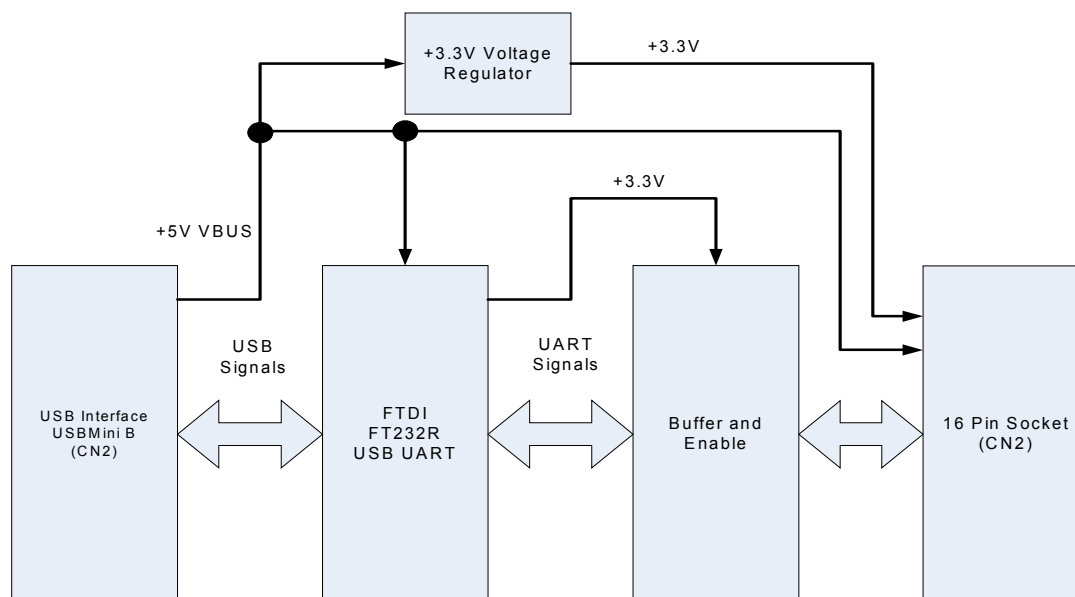 +3.3V Voltage
Regulator
+3.3V
+3.3V
+5V VBUS
USB
Signals
UART
Signals
USB Interface
USBMini B
(CN2)
FTDI
FT232R
USB UART
Buffer and
Enable
16 Pin Socket
(CN2)